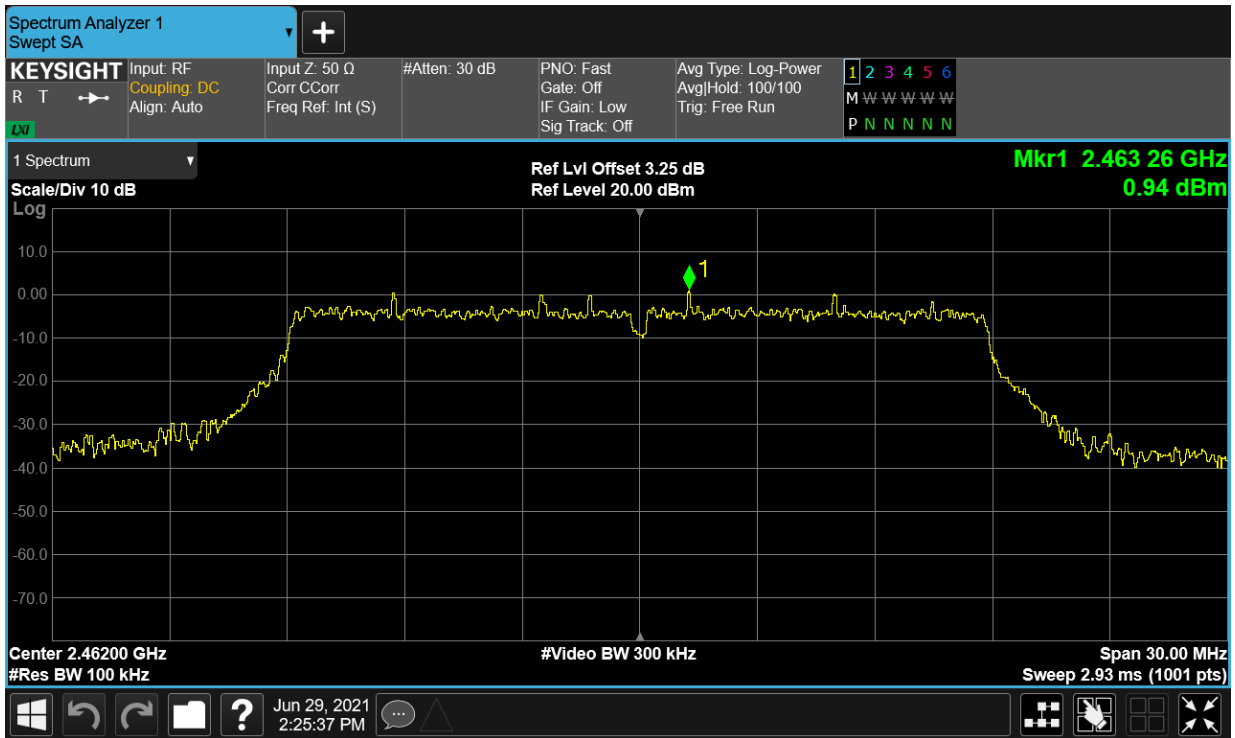 Spectrum Analyzer 1
Swept SA
KEYSIGHT
R T
LXI
Input: RF
Coupling: DC
Align: Auto
Input Z: 50 Ω
Corr CCorr
Freq Ref: Int (S)
#Atten: 30 dB
PNO: Fast
Gate: Off
IF Gain: Low
Sig Track: Off
Avg Type: Log-Power
Avg|Hold: 100/100
Trig: Free Run
1 2 3 4 5 6
M W W W W W
P N N N N N
1 Spectrum
Scale/Div 10 dB
Log
Ref Lvl Offset 3.25 dB
Ref Level 20.00 dBm
Mkr1 2.463 26 GHz
0.94 dBm
10.0
0.00
-10.0
-20.0
-30.0
-40.0
-50.0
-60.0
-70.0
1
Center 2.46200 GHz
#Res BW 100 kHz
#Video BW 300 kHz
Span 30.00 MHz
Sweep 2.93 ms (1001 pts)
?
Jun 29, 2021
2:25:37 PM